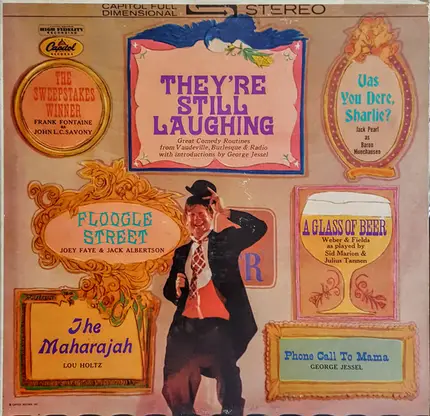 CAPITOL FULL DIMENSIONAL STEREO
HIGH FIDELITY
RECORDING
Capitol
THE
SWEEPSTAKES
WINNER
FRANK FONTAINE
as
JOHN L.C. SAVONY
THEY'RE
STILL
LAUGHING
Great Comedy Routines
from Vaudeville, Burlesque & Radio
with introductions by George Jessel
Vas
You Dere,
Sharlie?
Jack Pearl
as
Baron
Munchausen
FLOOGLE
STREET
JOEY FAYE & JACK ALBERTSON
R
A GLASS OF BEER
Weber & Fields
as played by
Sid Marion &
Julius Tannen
The
Maharajah
LOU HOLTZ
Phone Call To Mama
GEORGE JESSEL